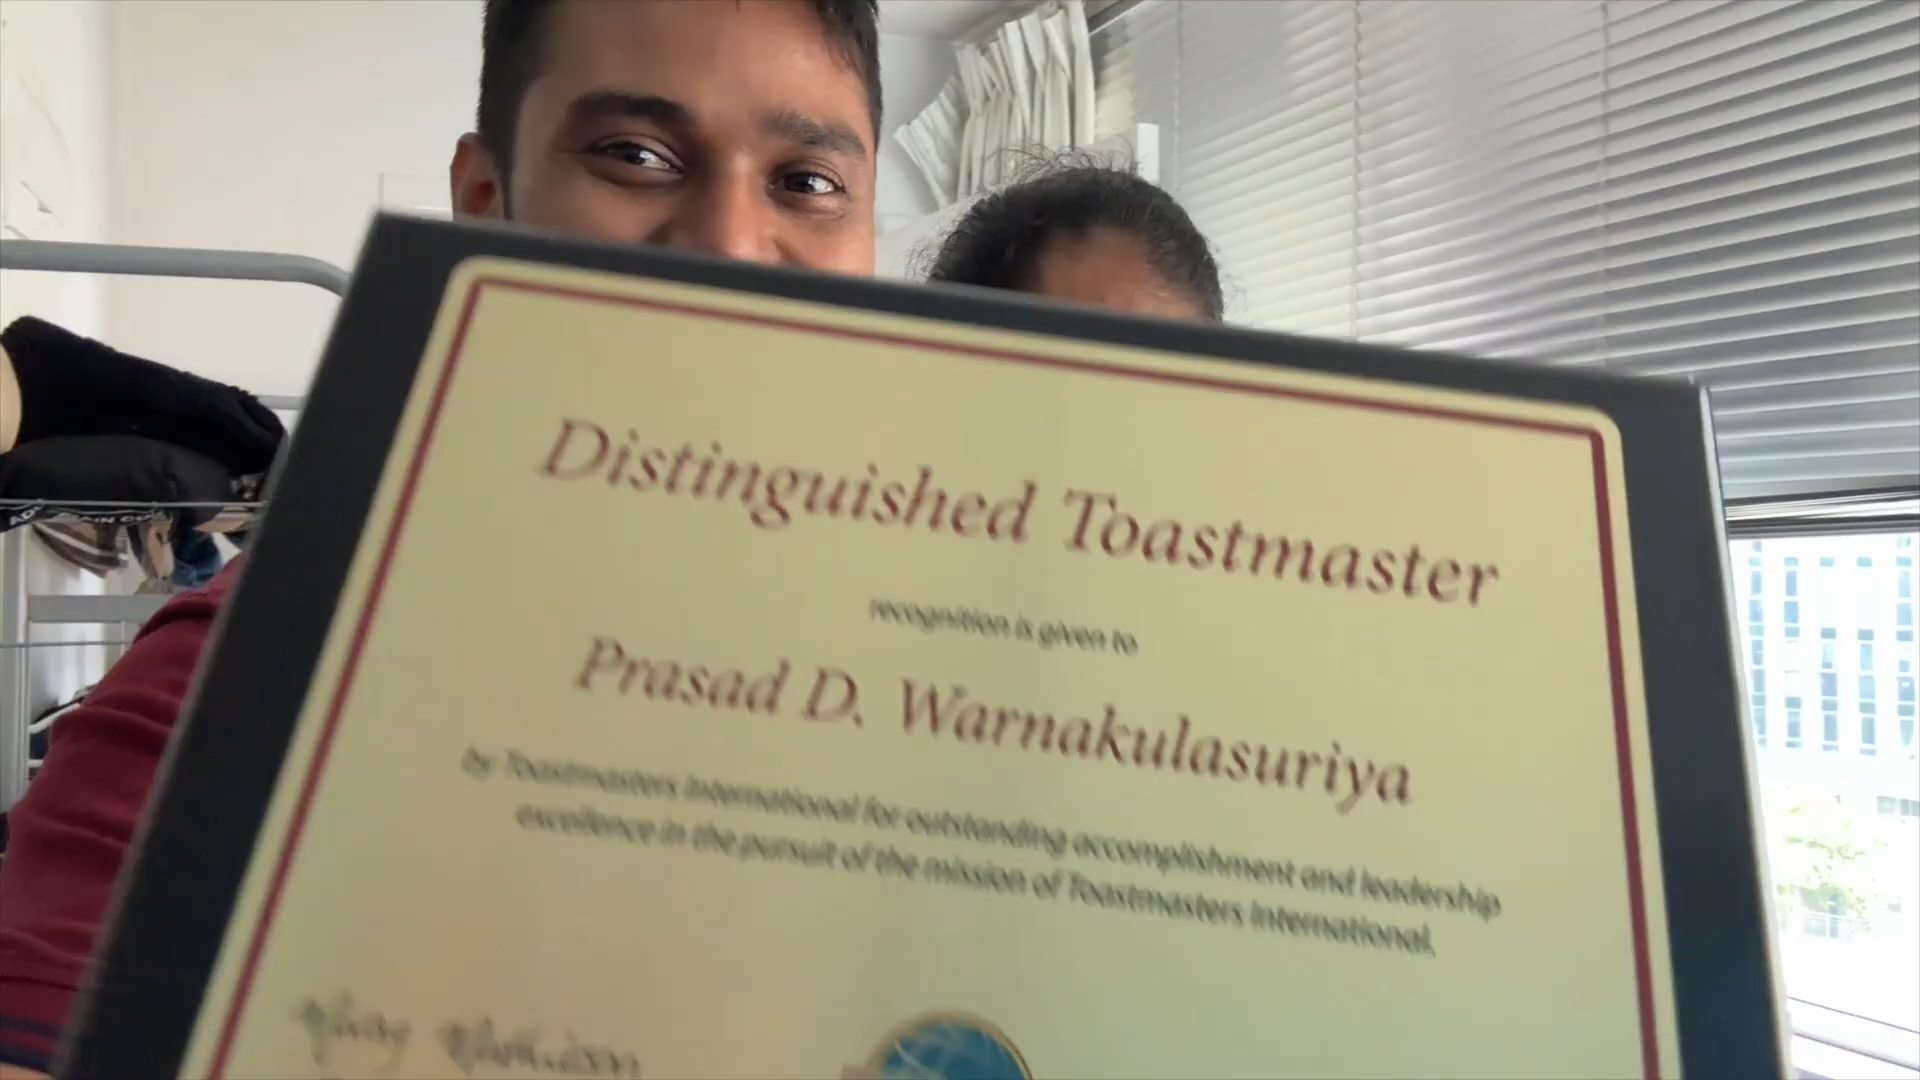 Distinguished Toastmaster
recognition is given to
Prasad D. Warnakulasuriya
by Toastmasters International for outstanding accomplishment and leadership
excellence in the pursuit of the mission of Toastmasters International.